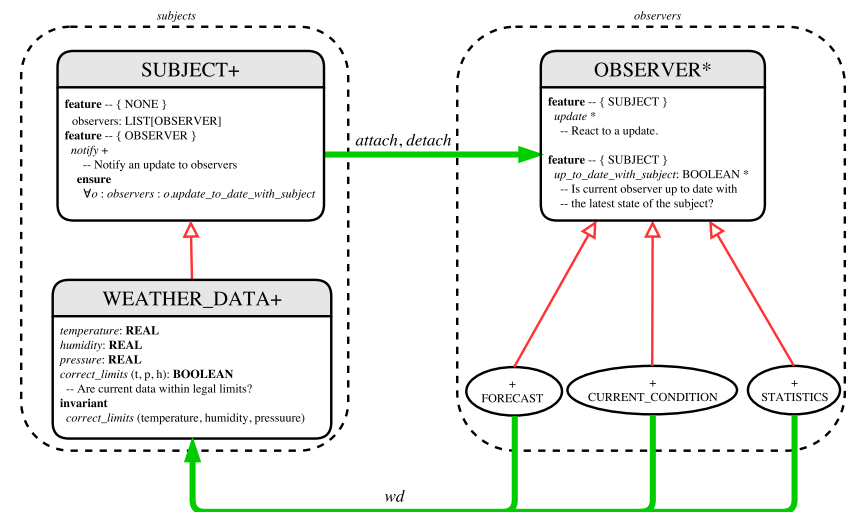 subjects
observers
SUBJECT+
feature -- { NONE }
observers: LIST[OBSERVER]
feature -- { OBSERVER }
notify +
-- Notify an update to observers
ensure
∀o : observers : o.update_to_date_with_subject
attach, detach
OBSERVER*
feature -- { SUBJECT }
update *
-- React to a update.
feature -- { SUBJECT }
up_to_date_with_subject: BOOLEAN *
-- Is current observer up to date with
-- the latest state of the subject?
WEATHER_DATA+
temperature: REAL
humidity: REAL
pressure: REAL
correct_limits (t, p, h): BOOLEAN
-- Are current data within legal limits?
invariant
correct_limits (temperature, humidity, pressuure)
+
FORECAST
+
CURRENT_CONDITION
+
STATISTICS
wd